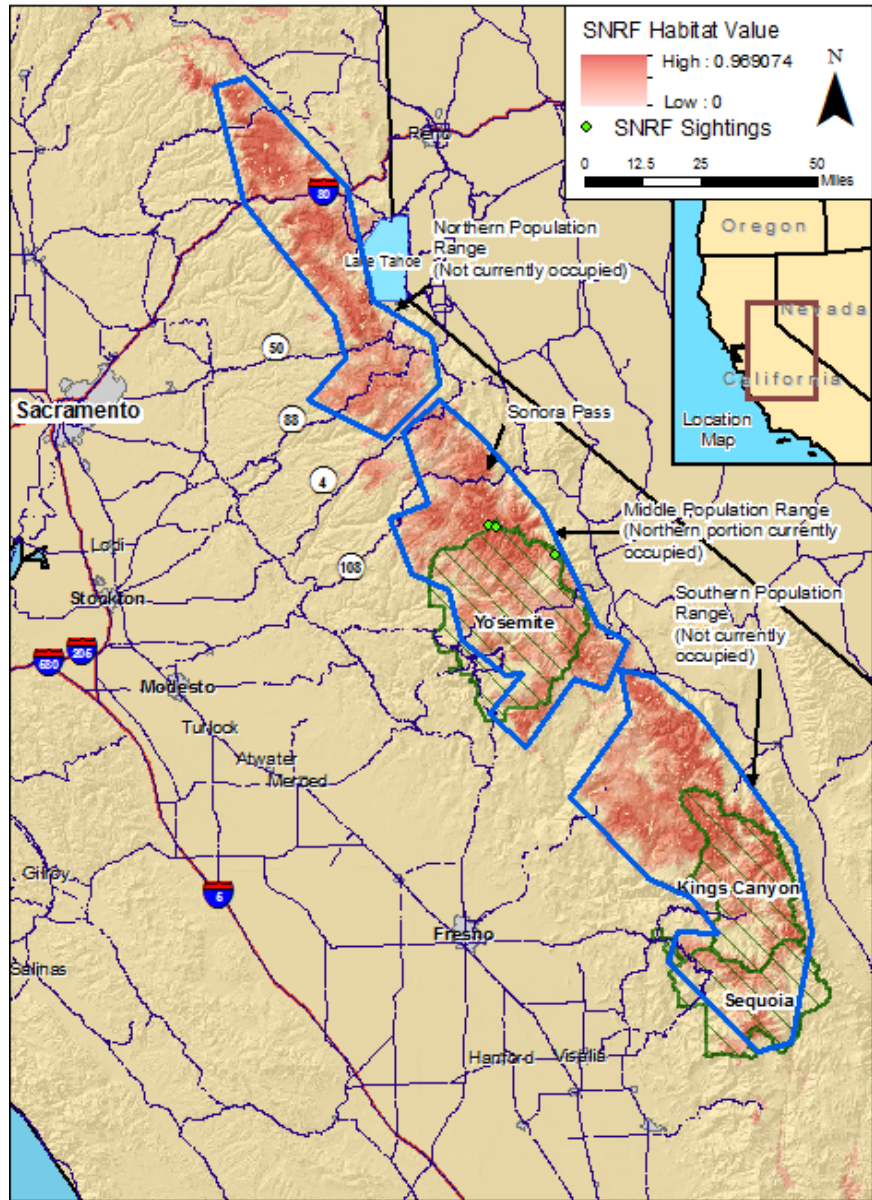 SNRF Habitat Value
High : 0.969074
Low : 0
SNRF Sightings
N
0 12.5 25 50
Miles
Oregon
Nevada
California
Location
Map
Reno
80
Northern Population
Range
(Not currently occupied)
Lake Tahoe
50
Sacramento
88
Sonora Pass
4
Middle Population Range
(Northern portion currently
occupied)
Lodi
108
Southern Population
Range
(Not currently
occupied)
Stockton
Yosemite
205
580
Modesto
Turlock
Atwater
Merced
Gilroy
5
Kings Canyon
Fresno
Salinas
Sequoia
Hanford
Visalia